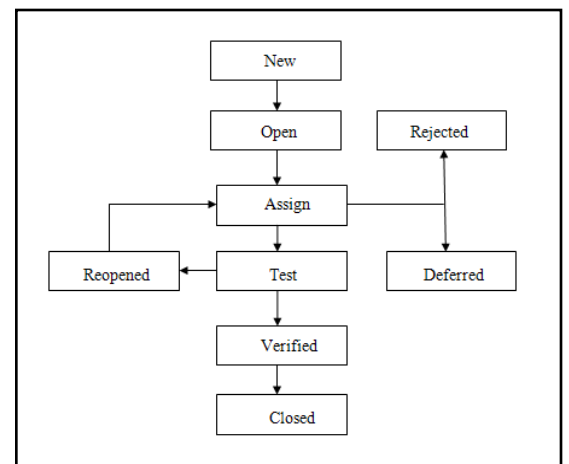 New
Open
Rejected
Assign
Reopened
Test
Deferred
Verified
Closed